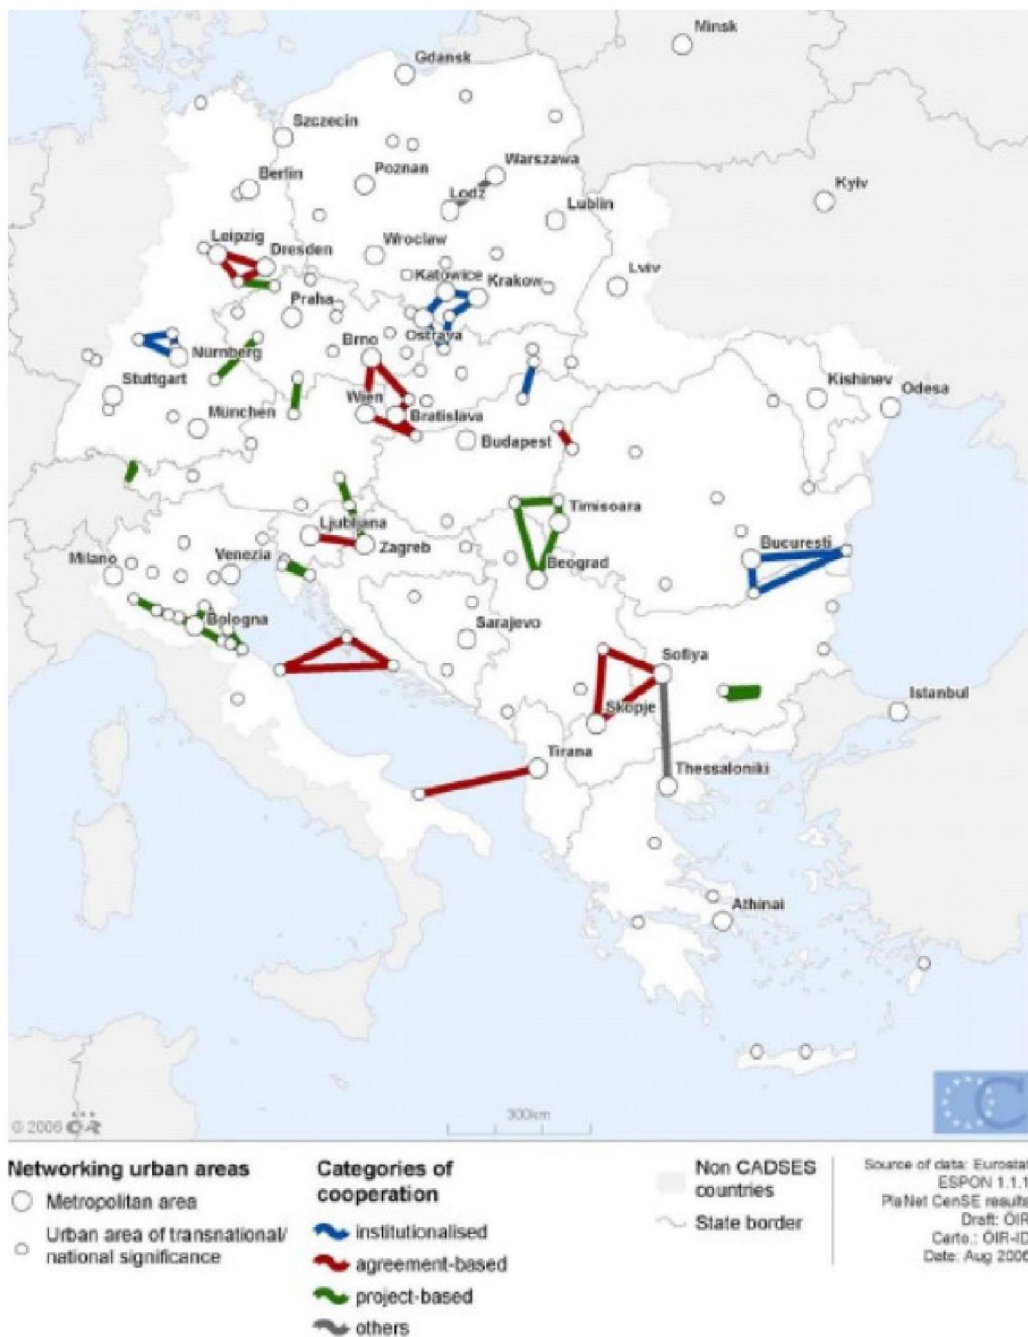 Minsk
Gdansk
Szczecin
Warszawa
Berlin
Poznan
Kyiv
Lodz
Lublin
Leipzig
Wroclaw
Dresden
Lviv
Katowice
Krakow
Praha
Ostrava
Brno
Nürnberg
Stuttgart
Kishinev
Odesa
Wien
München
Bratislava
Budapest
Timisoara
Ljubljana
Zagreb
Bucuresti
Venezia
Milano
Beograd
Bologna
Sarajevo
Sofiya
Istanbul
Skopje
Tirana
Thessaloniki
Athinai
300km
© 2006
Networking urban areas
Metropolitan area
Urban area of transnational/
national significance
Categories of
cooperation
institutionalised
agreement-based
project-based
others
Non CADSES
countries
State border
Source of data: Eurostat
ESPON 1.1.1
PlaNet CenSE results
Draft: ÖIR
Carto.: ÖIR-ID
Date: Aug 2006